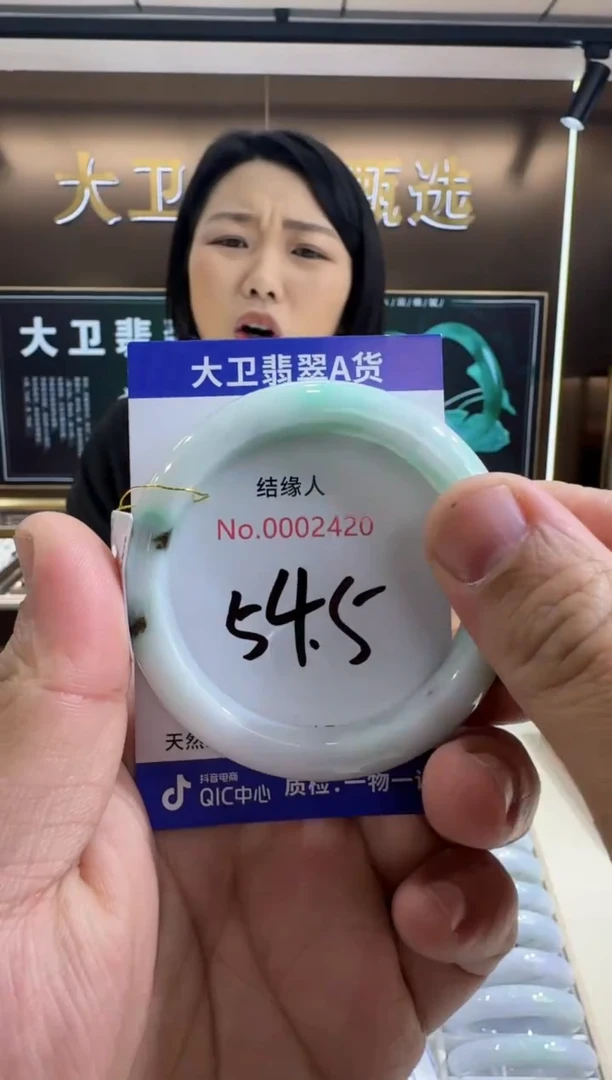 大卫 甄选
大卫翡
大卫翡翠A货
结缘人
No.0002420
54.5
天然
抖音电商
QIC中心
质检:一物一证